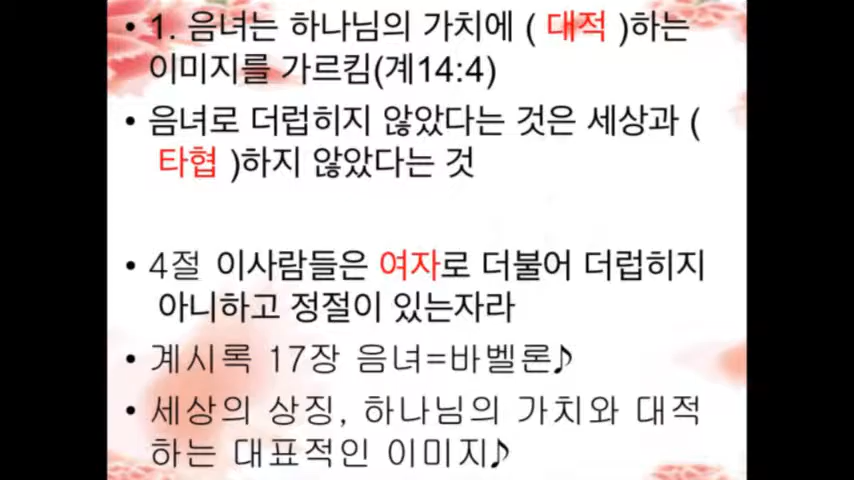 • 1. 음녀는 하나님의 가치에 ( 대적 )하는
이미지를 가르킴(계14:4)
• 음녀로 더럽히지 않았다는 것은 세상과 (
타협 )하지 않았다는 것
• 4절 이사람들은 여자로 더불어 더럽히지
아니하고 정절이 있는자라
• 계시록 17장 음녀=바벨론♪
• 세상의 상징, 하나님의 가치와 대적
하는 대표적인 이미지♪